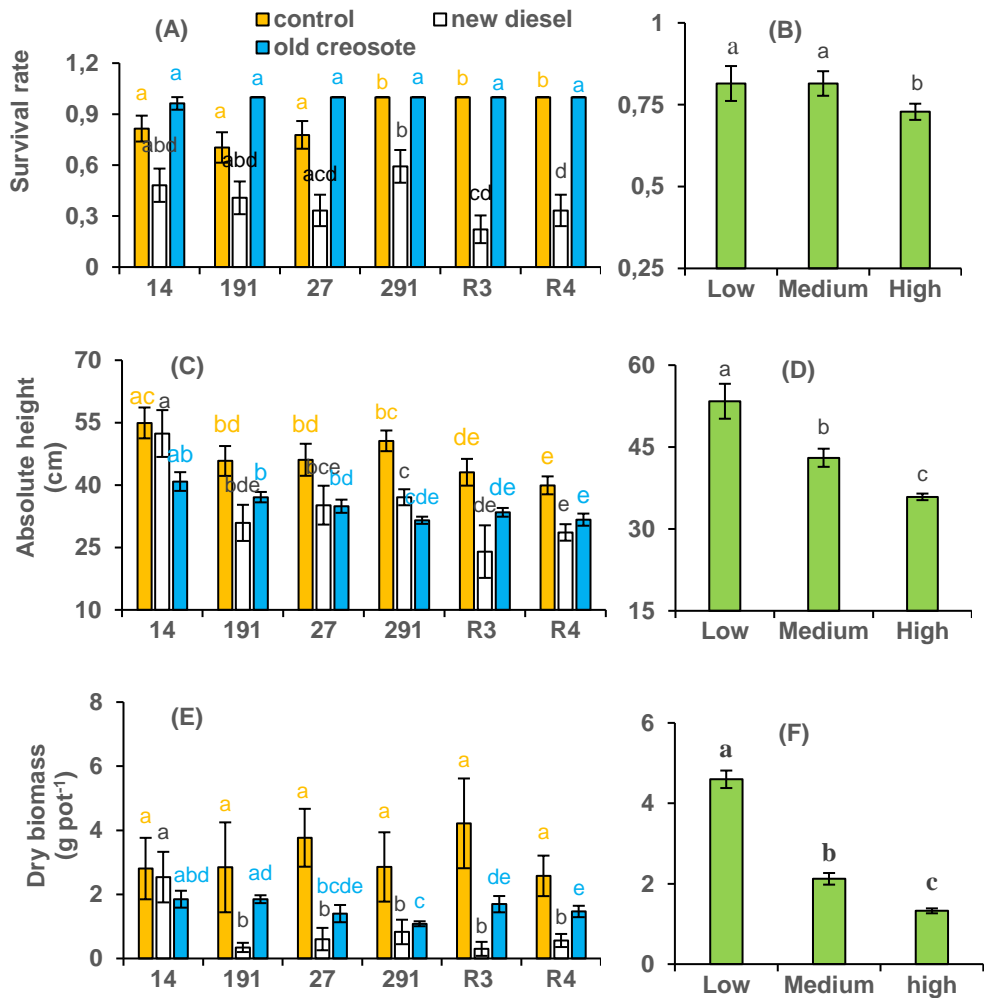 control
new diesel
old creosote
(A)
Survival rate
1,2
0,9
0,6
0,3
0
a
a
a
b
b
b
abd
abd
acd
b
cd
d
a
a
a
a
a
a
14 191 27 291 R3 R4
(B)
1
0,75
0,5
0,25
a a b
Low Medium High
(C)
Absolute height
(cm)
70
55
40
25
10
ac
bd
bd
bc
de
e
a
bde
bce
c
de
e
ab
b
bd
cde
de
e
14 191 27 291 R3 R4
(D)
60
45
30
15
a
b
c
Low Medium High
(E)
Dry biomass
(g pot⁻¹)
8
6
4
2
0
a
a
a
a
a
a
a
b
b
b
b
b
abd
ad
bcde
c
de
e
14 191 27 291 R3 R4
(F)
6
4
2
0
a
b
c
Low Medium high